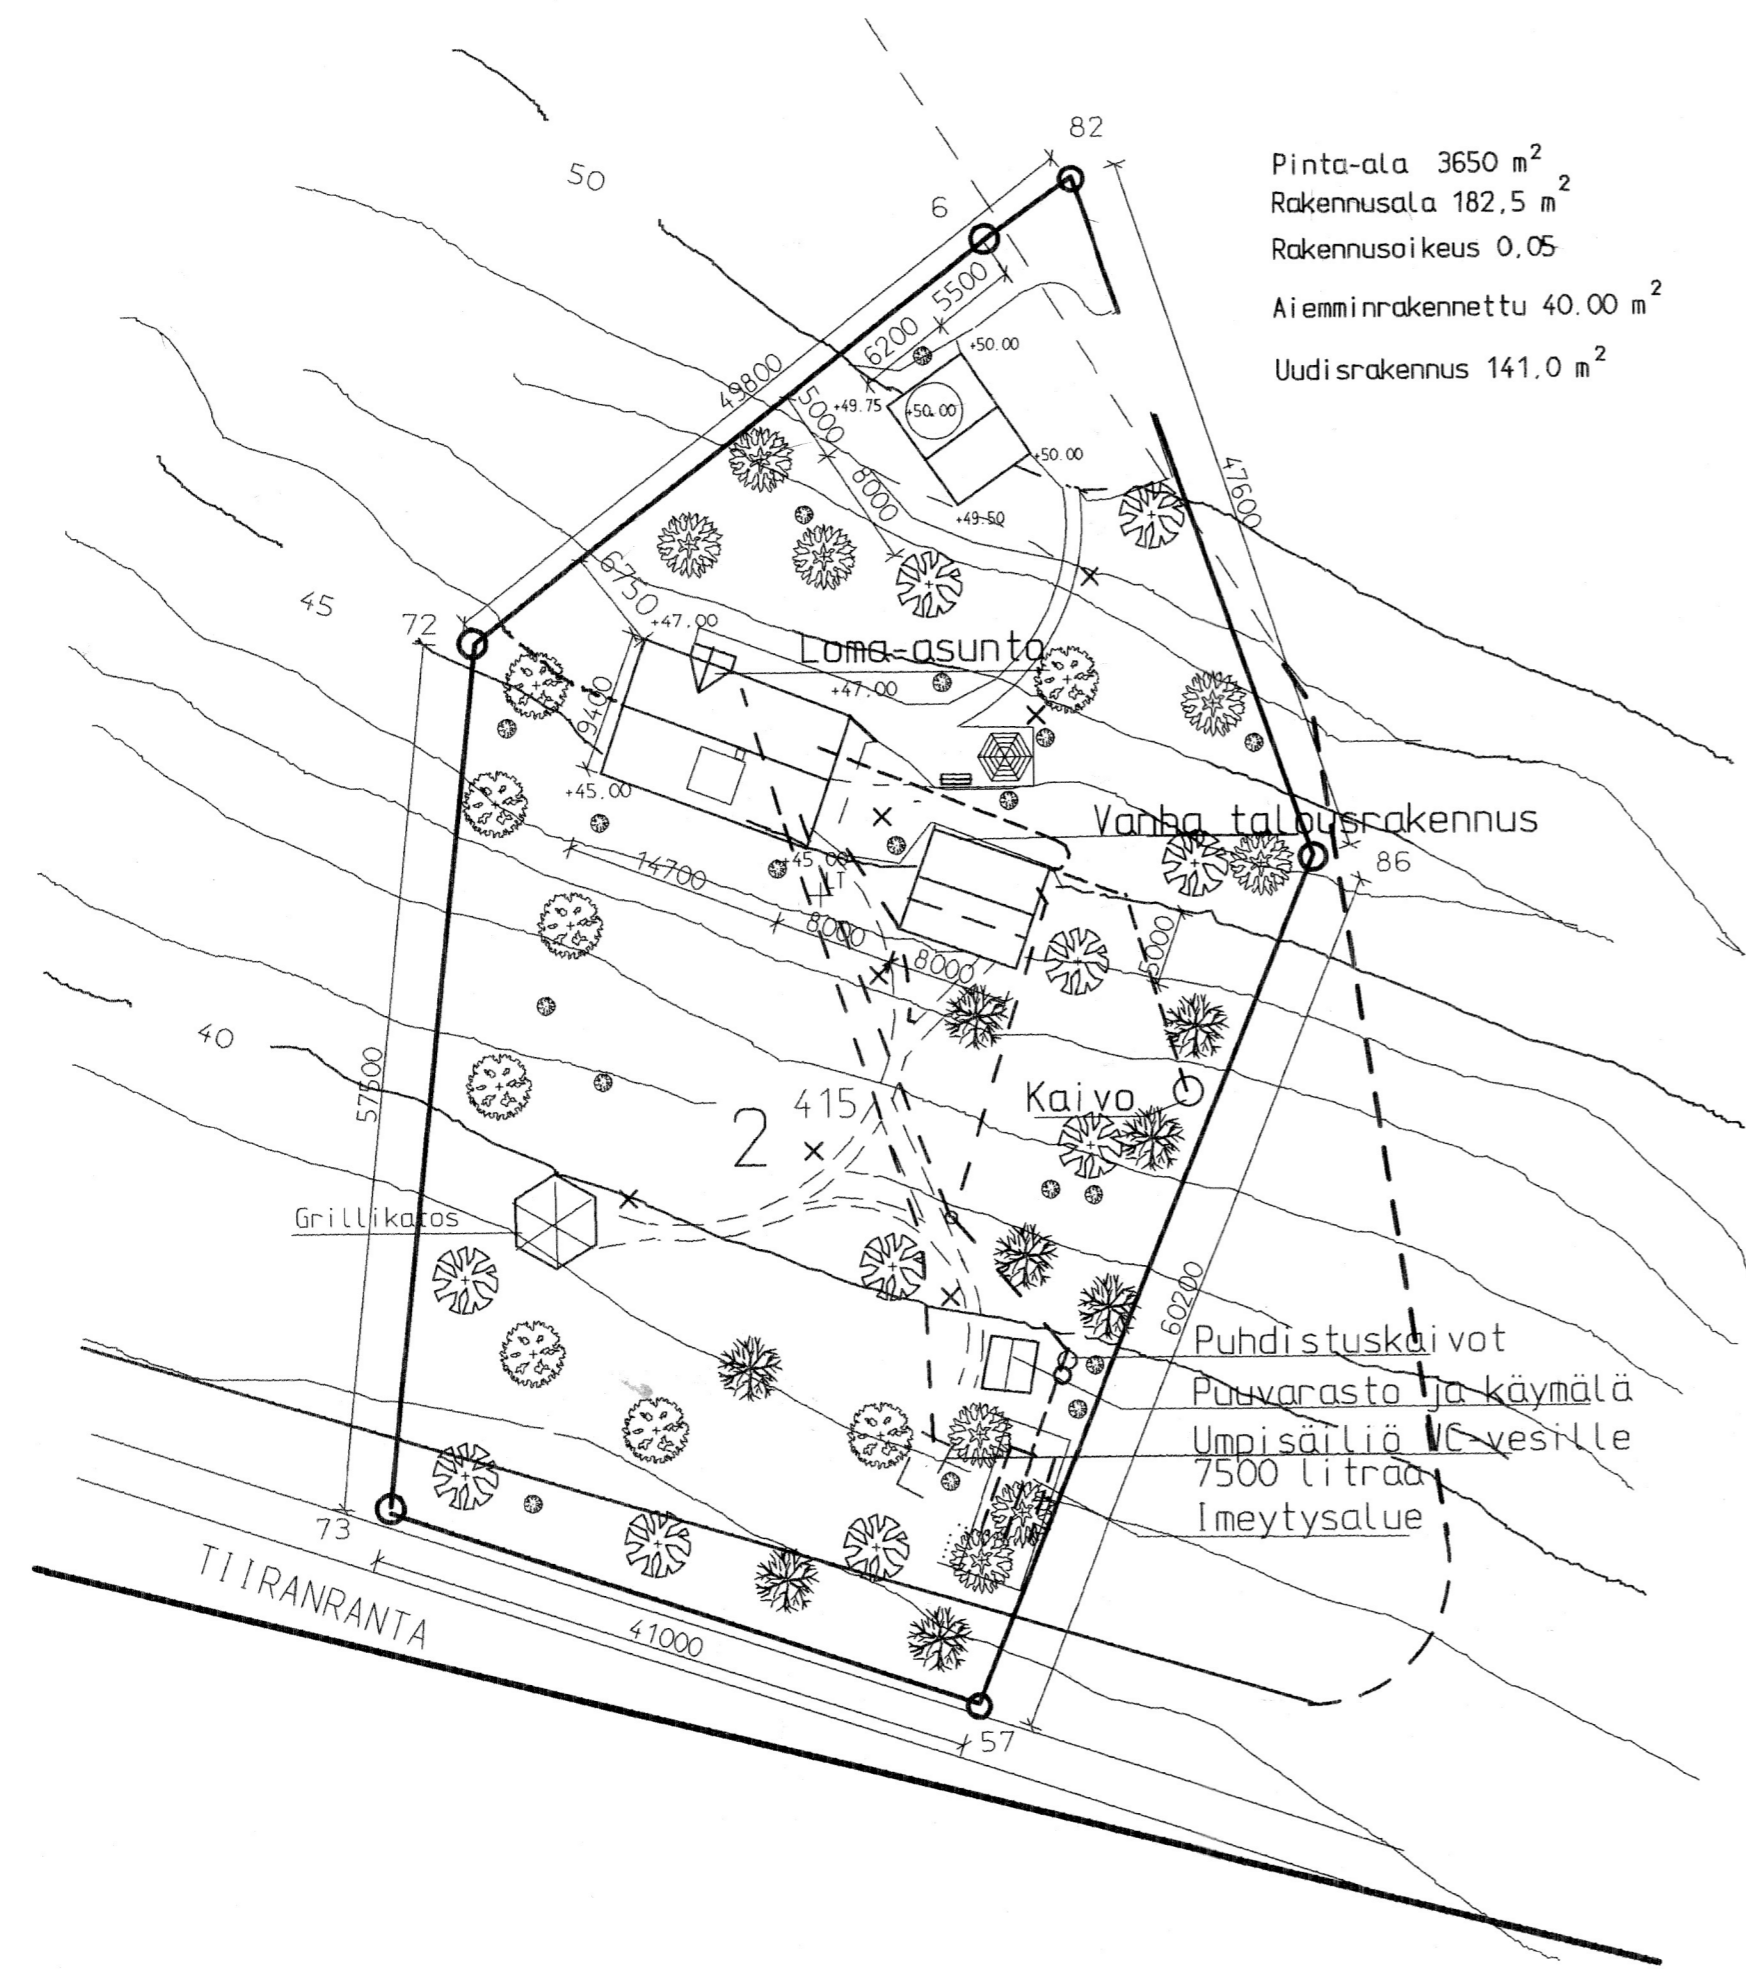 82
50
6
Pinta-ala 3650 m²
Rakennusala 182,5 m²
Rakennusoikeus 0,05
Aiemminrakennettu 40.00 m²
Uudisrakennus 141,0 m²
5500
6200
+50.00
49800
5000
+49.75
+50.00
+50.00
8000
47600
+49.50
45
6750
72
+47.00
Loma-asunto
+47.00
9400
+45.00
Vanha talousrakennus
86
+45.00
14700
LT
8000
8000
5000
40
57500
2
415
Kaivo
Grillikatos
60200
Puhdistuskaivot
Puuvarasto ja käymälä
Umpisäiliö WC-vesille
7500 litraa
Imeytysalue
73
TIIRANRANTA
41000
57